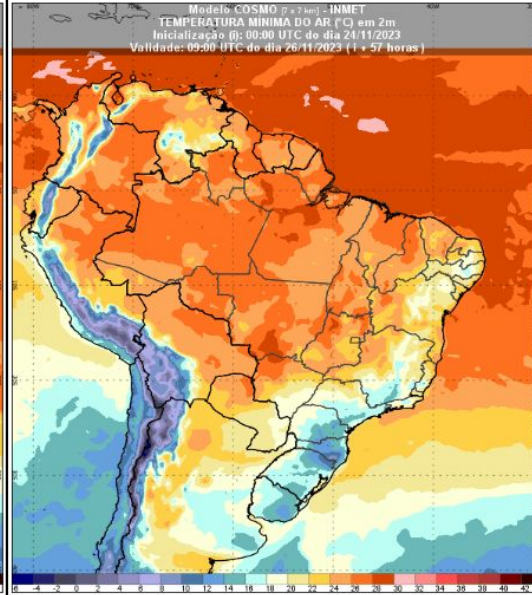 Modelo COSMO [7 x 7 km] - INMET
TEMPERATURA MÍNIMA DO AR (°C) em 2m
Inicialização (i): 00:00 UTC do dia 24/11/2023
Validade: 09:00 UTC do dia 26/11/2023 ( i + 57 horas )
-4 -2 0 2 4 6 8 10 12 14 16 18 20 22 24 26 28 30 32 34 36 38 40 42